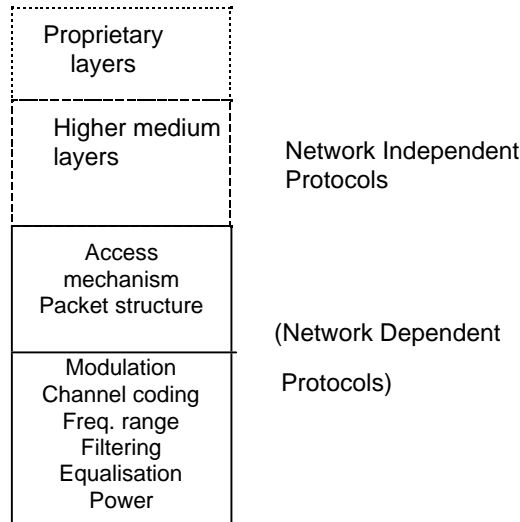 Proprietary
layers
Higher medium
layers
Network Independent
Protocols
Access
mechanism
Packet structure
(Network Dependent
Protocols)
Modulation
Channel coding
Freq. range
Filtering
Equalisation
Power